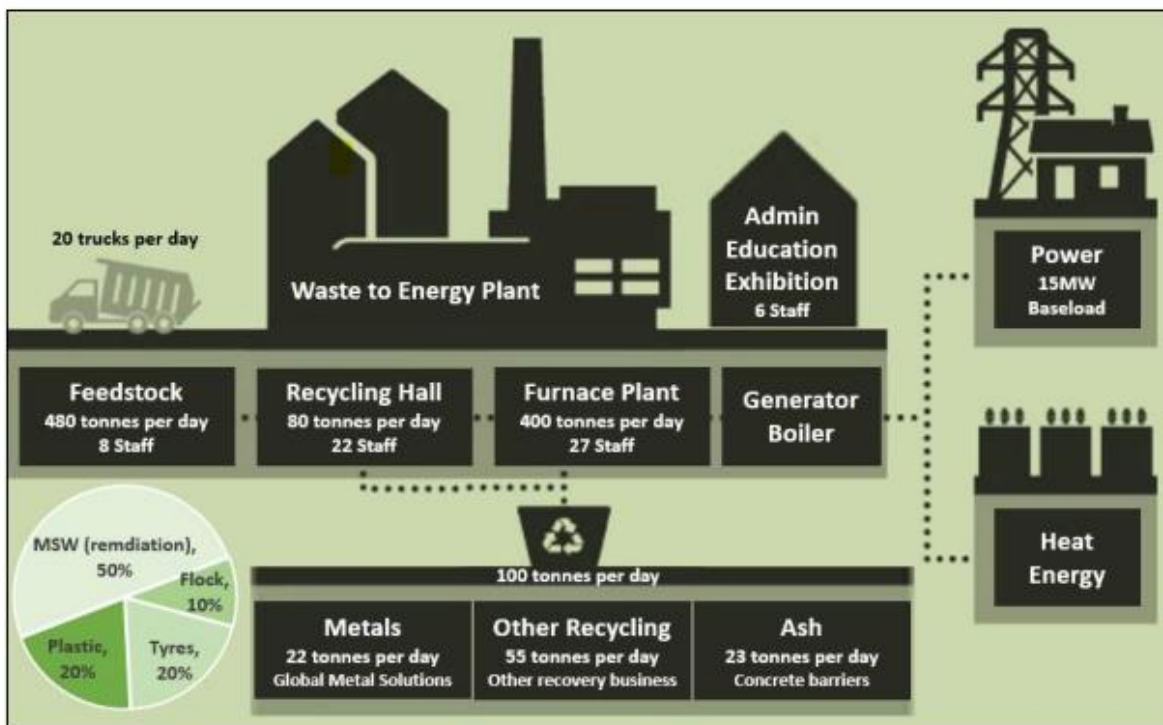 20 trucks per day
Waste to Energy Plant
Admin
Education
Exhibition
6 Staff
Power
15MW
Baseload
Feedstock
480 tonnes per day
8 Staff
Recycling Hall
80 tonnes per day
22 Staff
Furnace Plant
400 tonnes per day
27 Staff
Generator
Boiler
Heat
Energy
MSW (remdiation),
50%
Flock,
10%
Plastic,
20%
Tyres,
20%
100 tonnes per day
Metals
22 tonnes per day
Global Metal Solutions
Other Recycling
55 tonnes per day
Other recovery business
Ash
23 tonnes per day
Concrete barriers